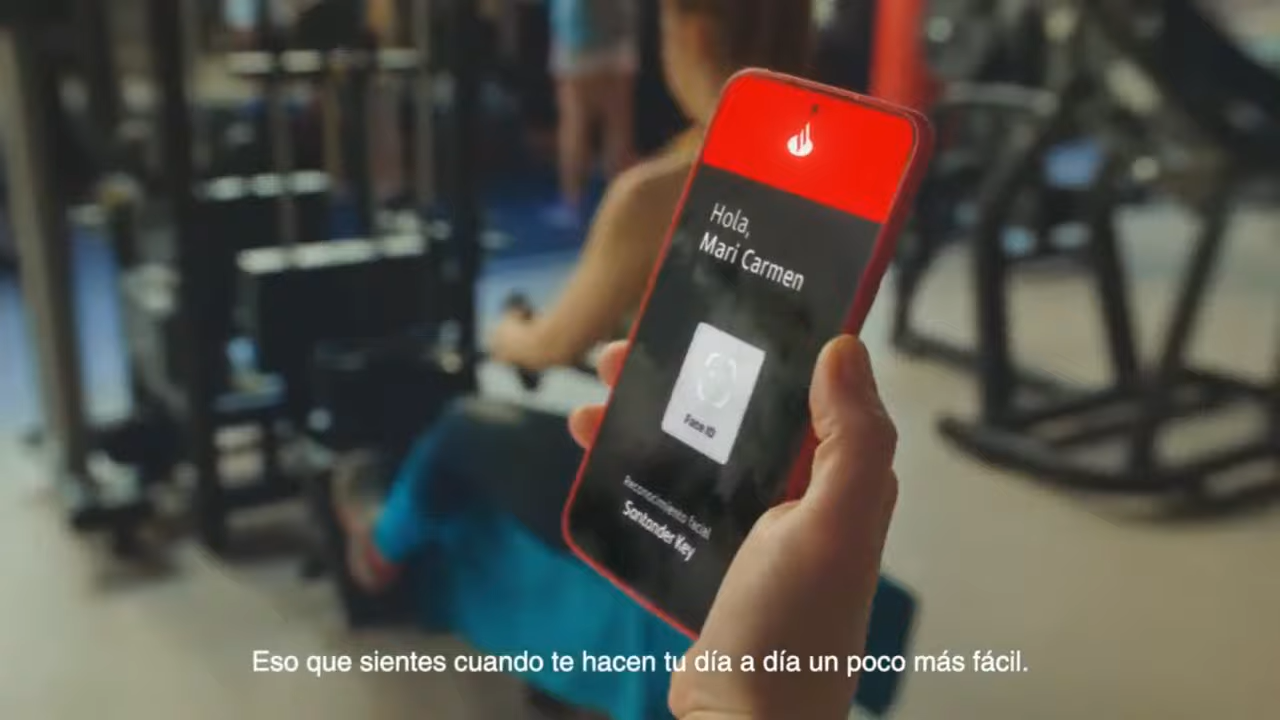 Hola,
Mari Carmen
Face ID
Reconocimiento facial
Santander Key
Eso que sientes cuando te hacen tu día a día un poco más fácil.